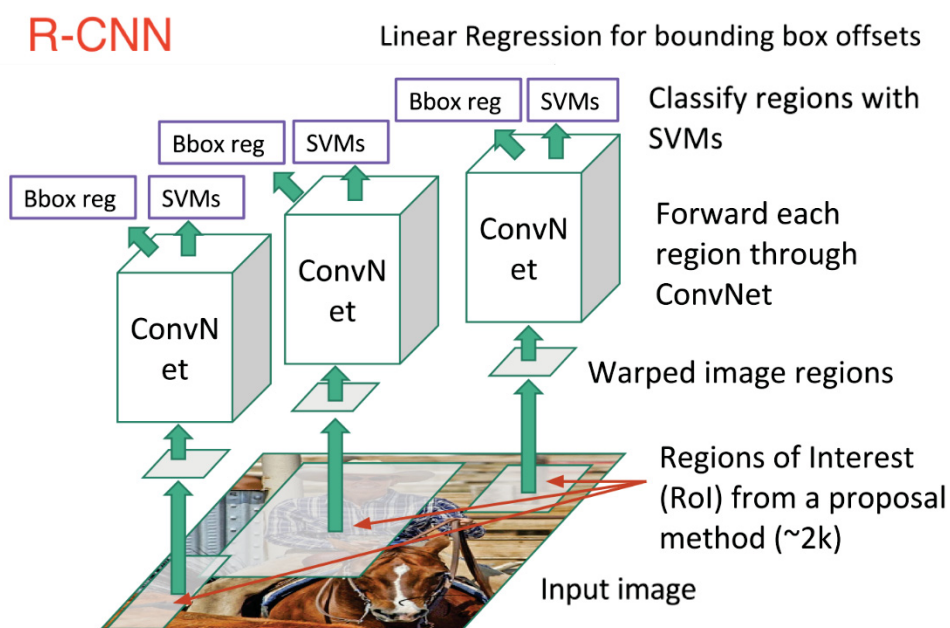 R-CNN
Linear Regression for bounding box offsets
Bbox reg
SVMs
Classify regions with
SVMs
Bbox reg
SVMs
Bbox reg
SVMs
Forward each
region through
ConvNet
ConvN
et
ConvN
et
ConvN
et
Warped image regions
Regions of Interest
(RoI) from a proposal
method (~2k)
Input image